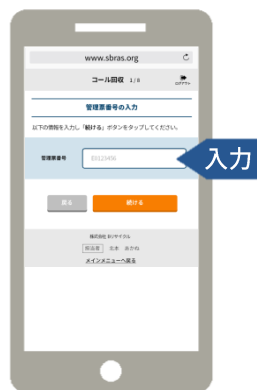 www.sbras.org
コール回収 1/8
ログアウト
管理票番号の入力
以下の情報を入力し「続ける」ボタンをタップしてください。
管理票番号 E0123456
入力
戻る 続ける
株式会社 BJサイクル
担当者
メインメニューへ戻る